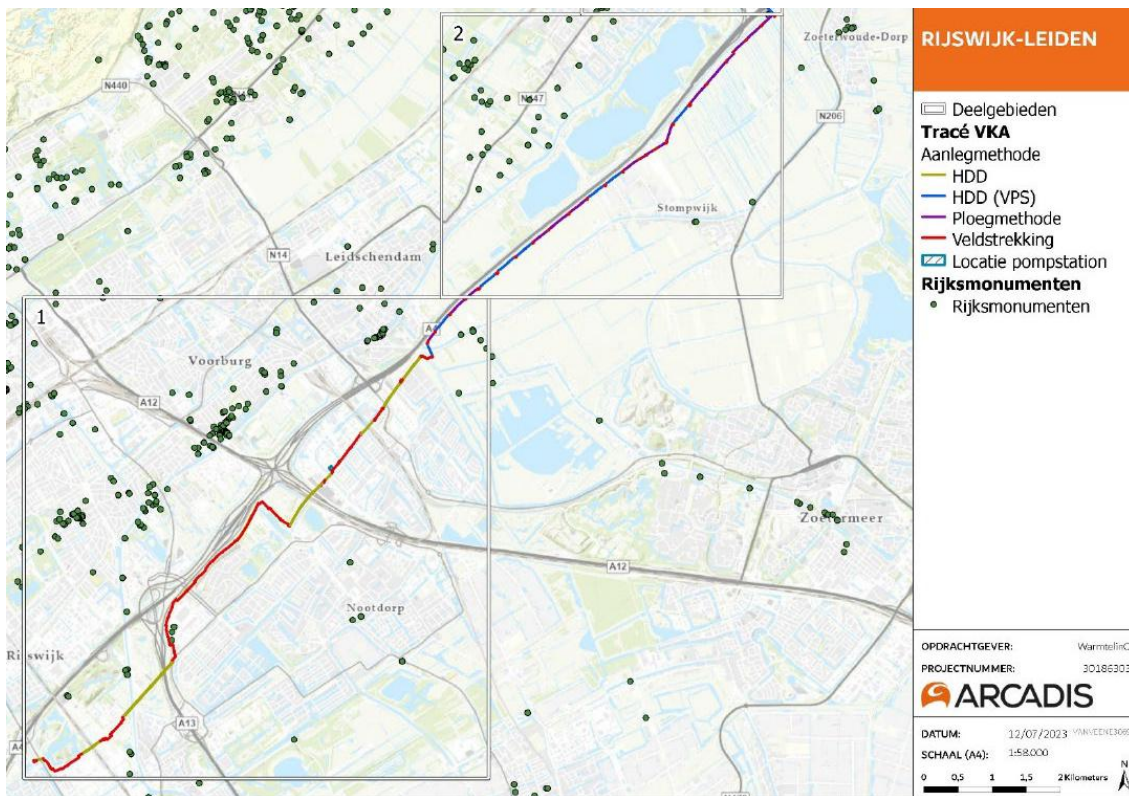 2
1
N440
N447
N206
N14
A4
A12
A12
A13
Zoeterwoude-Dorp
Stompwijk
Leidschendam
Voorburg
Zoetermeer
Nootdorp
RIJSWIJK-LEIDEN
Deelgebieden
Tracé VKA
Aanlegmethode
HDD
HDD (VPS)
Ploegmethode
Veldstrekking
Locatie pompstation
Rijksmonumenten
Rijksmonumenten
OPDRACHTGEVER:
PROJECTNUMMER: 30186303
ARCADIS
DATUM: 12/07/2023
SCHAAL (A4): 1:58.000
N
0 0,5 1 1,5 2 Kilometers